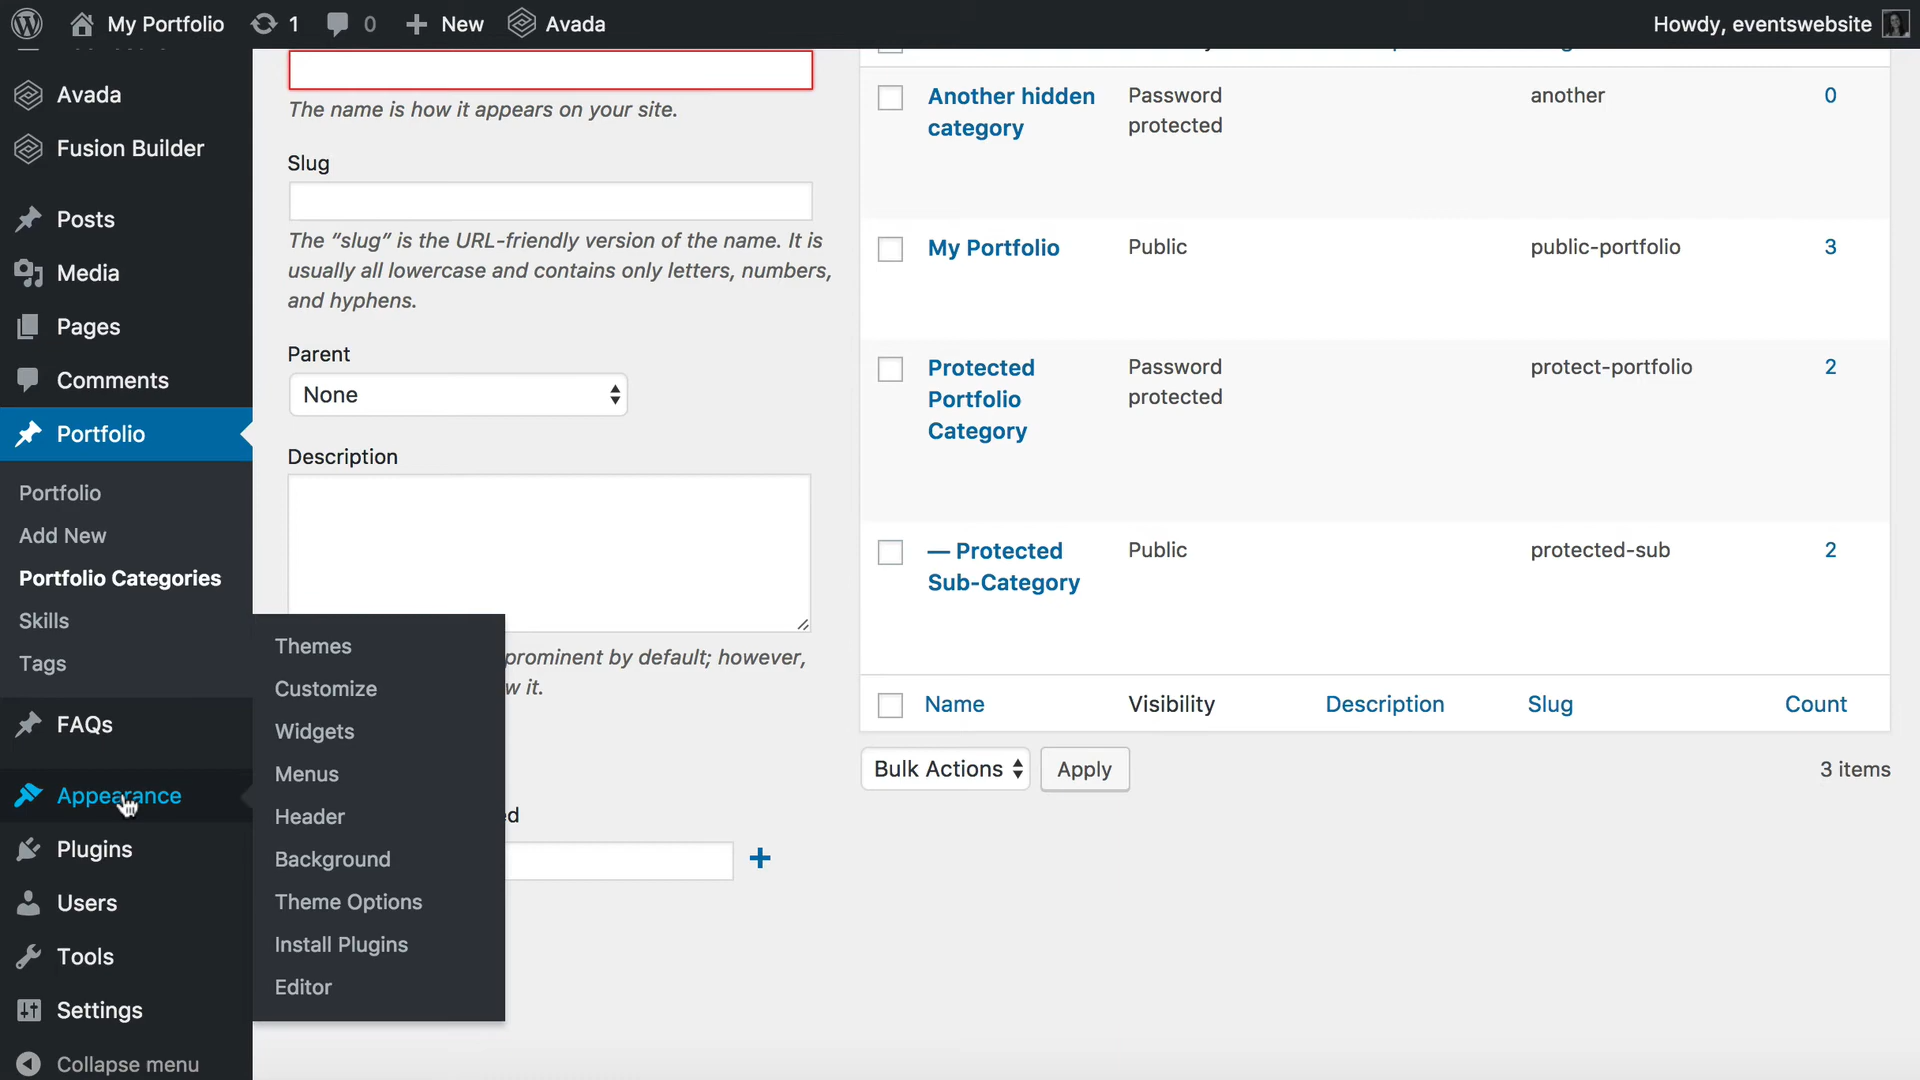 My Portfolio 1 0 New Avada Howdy, eventswebsite
Avada
Fusion Builder
Posts
Media
Pages
Comments
Portfolio
Portfolio
Add New
Portfolio Categories
Skills
Tags
FAQs
Appearance
Plugins
Users
Tools
Settings
Collapse menu
Themes
Customize
Widgets
Menus
Header
Background
Theme Options
Install Plugins
Editor
The name is how it appears on your site.
Slug
The “slug” is the URL-friendly version of the name. It is
usually all lowercase and contains only letters, numbers,
and hyphens.
Parent
None
Description
prominent by default; however,
w it.
d
Another hidden Password another 0
category protected
My Portfolio Public public-portfolio 3
Protected Password protect-portfolio 2
Portfolio protected
Category
— Protected Public protected-sub 2
Sub-Category
Name Visibility Description Slug Count
Bulk Actions Apply 3 items